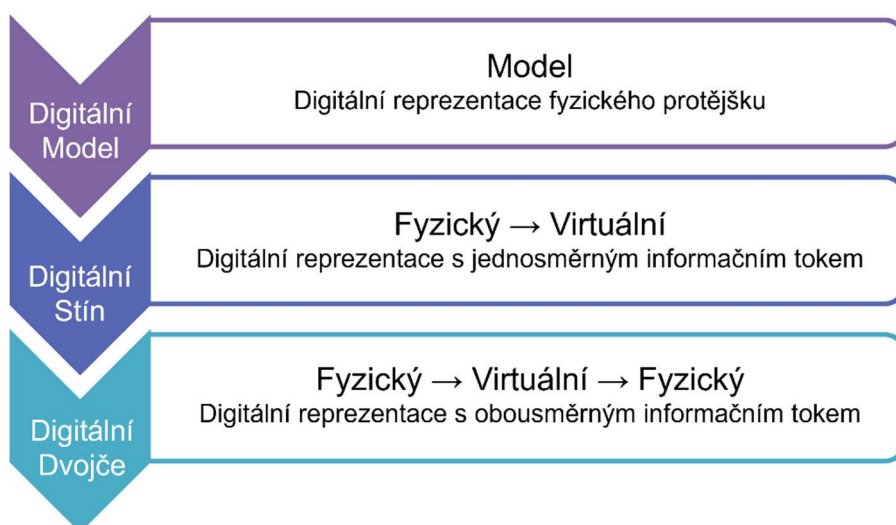 Digitální
Model
Model
Digitální reprezentace fyzického protějšku
Digitální
Stín
Fyzický → Virtuální
Digitální reprezentace s jednosměrným informačním tokem
Digitální
Dvojče
Fyzický → Virtuální → Fyzický
Digitální reprezentace s obousměrným informačním tokem